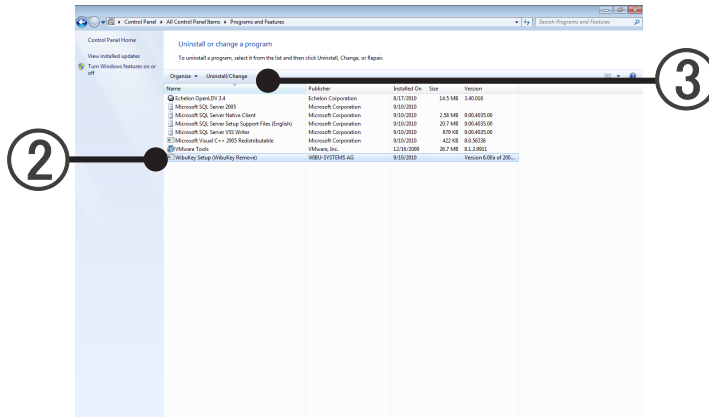 Control Panel ▸ All Control Panel Items ▸ Programs and Features
Search Programs and Features
Control Panel Home
View installed updates
Turn Windows features on or off
Uninstall or change a program
To uninstall a program, select it from the list and then click Uninstall, Change, or Repair.
Organize Uninstall/Change
3
Name Publisher Installed On Size Version
Echelon OpenLDV 3.4 Echelon Corporation 8/17/2010 14.5 MB 3.40.016
Microsoft SQL Server 2005 Microsoft Corporation 9/10/2010
Microsoft SQL Server Native Client Microsoft Corporation 9/10/2010 2.58 MB 9.00.4035.00
Microsoft SQL Server Setup Support Files (English) Microsoft Corporation 9/10/2010 20.7 MB 9.00.4035.00
Microsoft SQL Server VSS Writer Microsoft Corporation 9/10/2010 679 KB 9.00.4035.00
Microsoft Visual C++ 2005 Redistributable Microsoft Corporation 9/10/2010 422 KB 8.0.56336
VMware Tools VMware, Inc. 12/16/2009 26.7 MB 8.1.3.9911
2
WibuKey Setup (WibuKey Remove) WIBU-SYSTEMS AG 9/10/2010 Version 6.00a of 200...